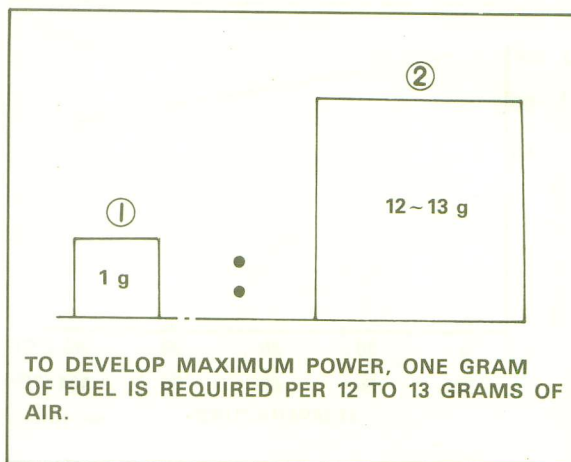 ②
①
12~13 g
1 g
TO DEVELOP MAXIMUM POWER, ONE GRAM
OF FUEL IS REQUIRED PER 12 TO 13 GRAMS OF
AIR.